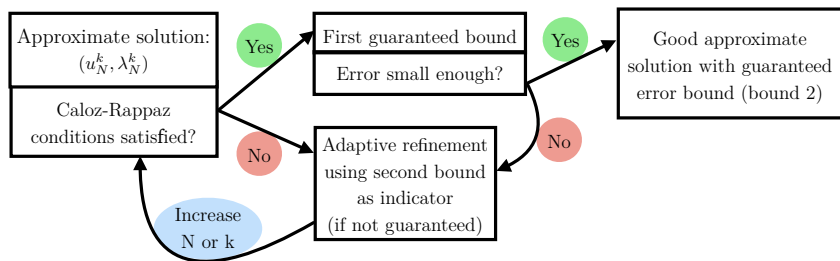 Approximate solution:
(u_N^k, λ_N^k)
Caloz-Rappaz
conditions satisfied?
Yes
No
First guaranteed bound
Error small enough?
Yes
No
Good approximate
solution with guaranteed
error bound (bound 2)
Adaptive refinement
using second bound
as indicator
(if not guaranteed)
Increase
N or k